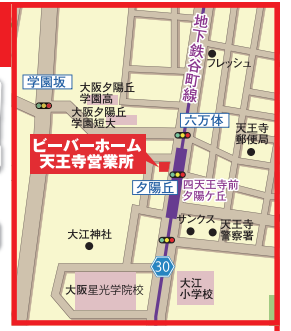 地下鉄谷町線
フレッシュ
学園坂
大阪夕陽丘
学園高
大阪夕陽丘
学園短大
六万体
天王寺
郵便局
ビーバーホーム
天王寺営業所
夕陽丘
四天王寺前
夕陽ケ丘
サンクス
天王寺
警察署
大江神社
30
大阪星光学院校
大江
小学校